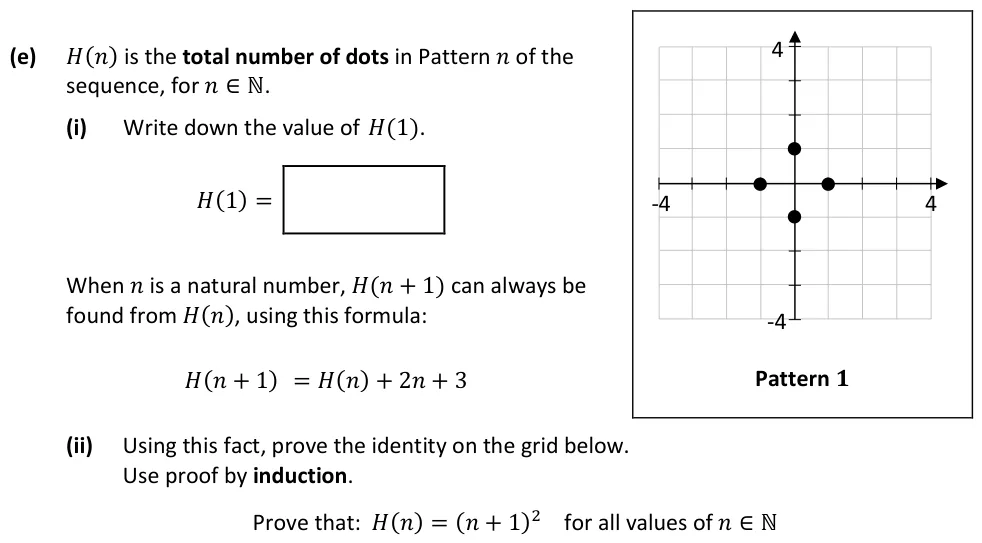 (e) H(n) is the total number of dots in Pattern n of the
sequence, for n ∈ ℕ.
(i) Write down the value of H(1).
H(1) =
When n is a natural number, H(n + 1) can always be
found from H(n), using this formula:
H(n + 1) = H(n) + 2n + 3
4
-4
4
-4
Pattern 1
(ii) Using this fact, prove the identity on the grid below.
Use proof by induction.
Prove that: H(n) = (n + 1)² for all values of n ∈ ℕ